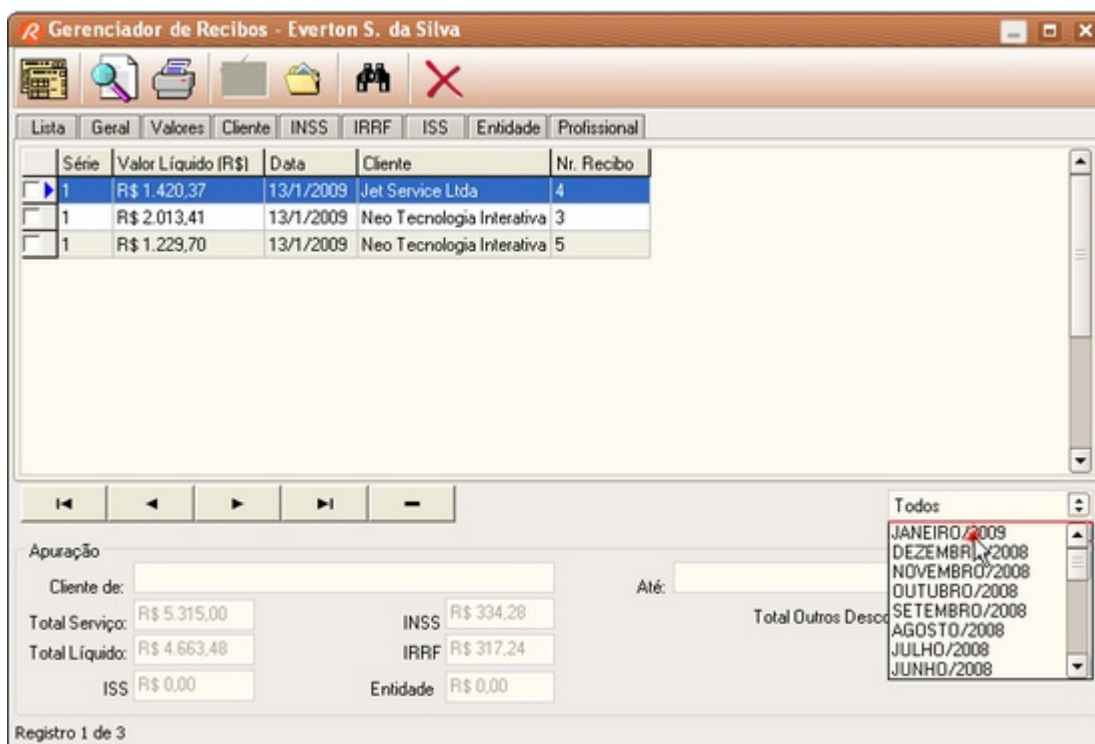 Gerenciador de Recibos - Everton S. da Silva
Lista Geral Valores Cliente INSS IRRF ISS Entidade Profissional
Série Valor Líquido (R$) Data Cliente Nr. Recibo
1 R$ 1.420,37 13/1/2009 Jet Service Ltda 4
1 R$ 2.013,41 13/1/2009 Neo Tecnologia Interativa 3
1 R$ 1.229,70 13/1/2009 Neo Tecnologia Interativa 5
Todos
JANEIRO/2009
DEZEMBRO/2008
NOVEMBRO/2008
OUTUBRO/2008
SETEMBRO/2008
AGOSTO/2008
JULHO/2008
JUNHO/2008
Apuração
Cliente de: Até:
Total Serviço: R$ 5.315,00 INSS R$ 334,28 Total Outros Desco
Total Líquido: R$ 4.663,48 IRRF R$ 317,24
ISS R$ 0,00 Entidade R$ 0,00
Registro 1 de 3